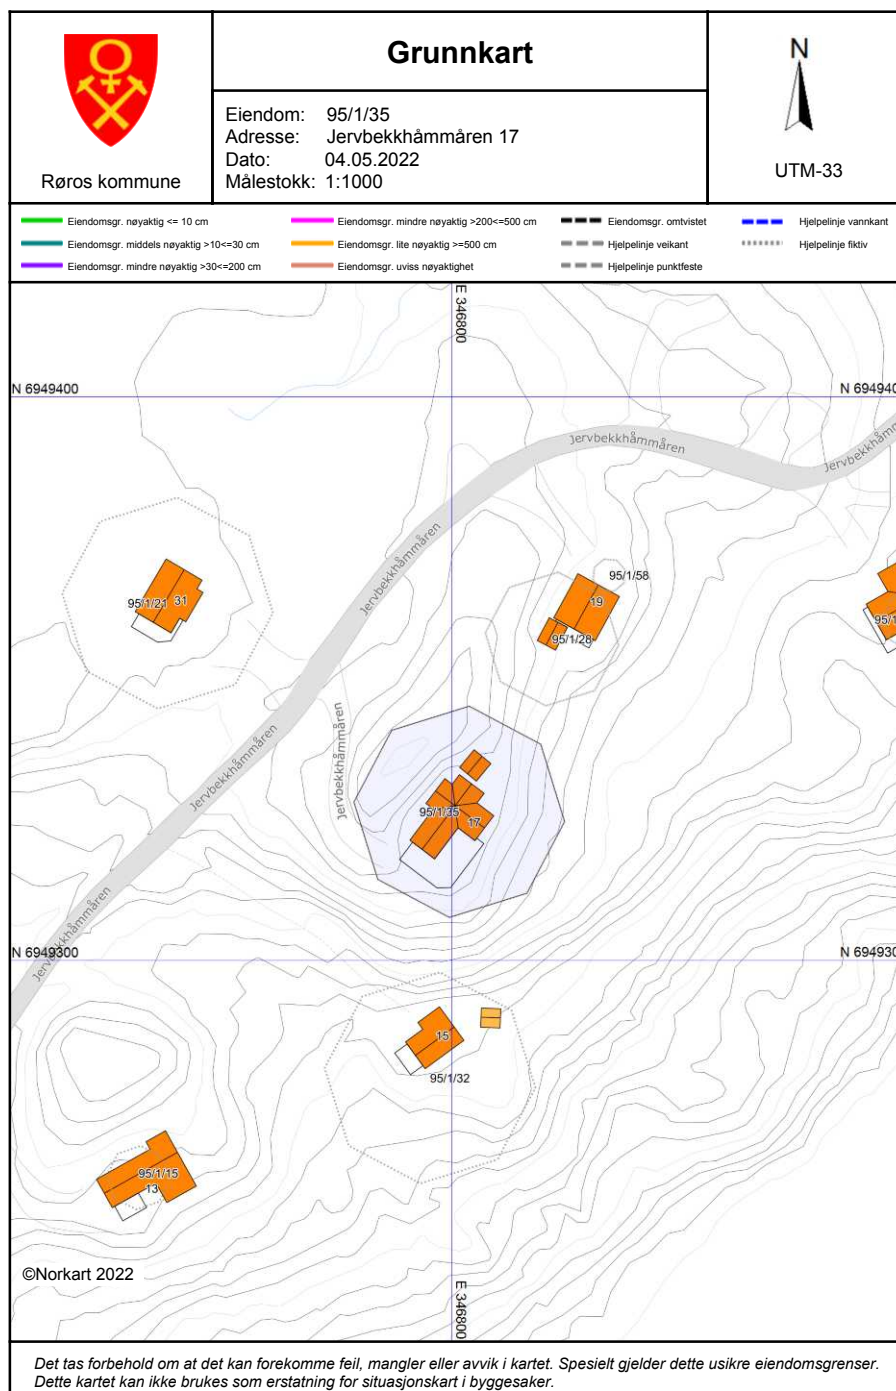 Grunnkart
Røros kommune
Eiendom: 95/1/35
Adresse: Jervbekkhåmmåren 17
Dato: 04.05.2022
Målestokk: 1:1000
N
UTM-33
Eiendomsgr. nøyaktig <= 10 cm
Eiendomsgr. middels nøyaktig >10<=30 cm
Eiendomsgr. mindre nøyaktig >30<=200 cm
Eiendomsgr. mindre nøyaktig >200<=500 cm
Eiendomsgr. lite nøyaktig >=500 cm
Eiendomsgr. uviss nøyaktighet
Eiendomsgr. omtvistet
Hjelpelinje veikant
Hjelpelinje punktfeste
Hjelpelinje vannkant
Hjelpelinje fiktiv
E 346800
N 6949400
N 694940
Jervbekkhåmmåren
Jervbekkhåmm
Jervbekkhåmmåren
95/1/58
95/1/21
31
19
95/1/28
95/1
Jervbekkhåmmåren
Jervbekkhåmmåren
95/1/35
17
Jervbekkhåmmåren
N 6949300
N 694930
15
95/1/32
95/1/15
13
©Norkart 2022
E 346800
Det tas forbehold om at det kan forekomme feil, mangler eller avvik i kartet. Spesielt gjelder dette usikre eiendomsgrenser.
Dette kartet kan ikke brukes som erstatning for situasjonskart i byggesaker.